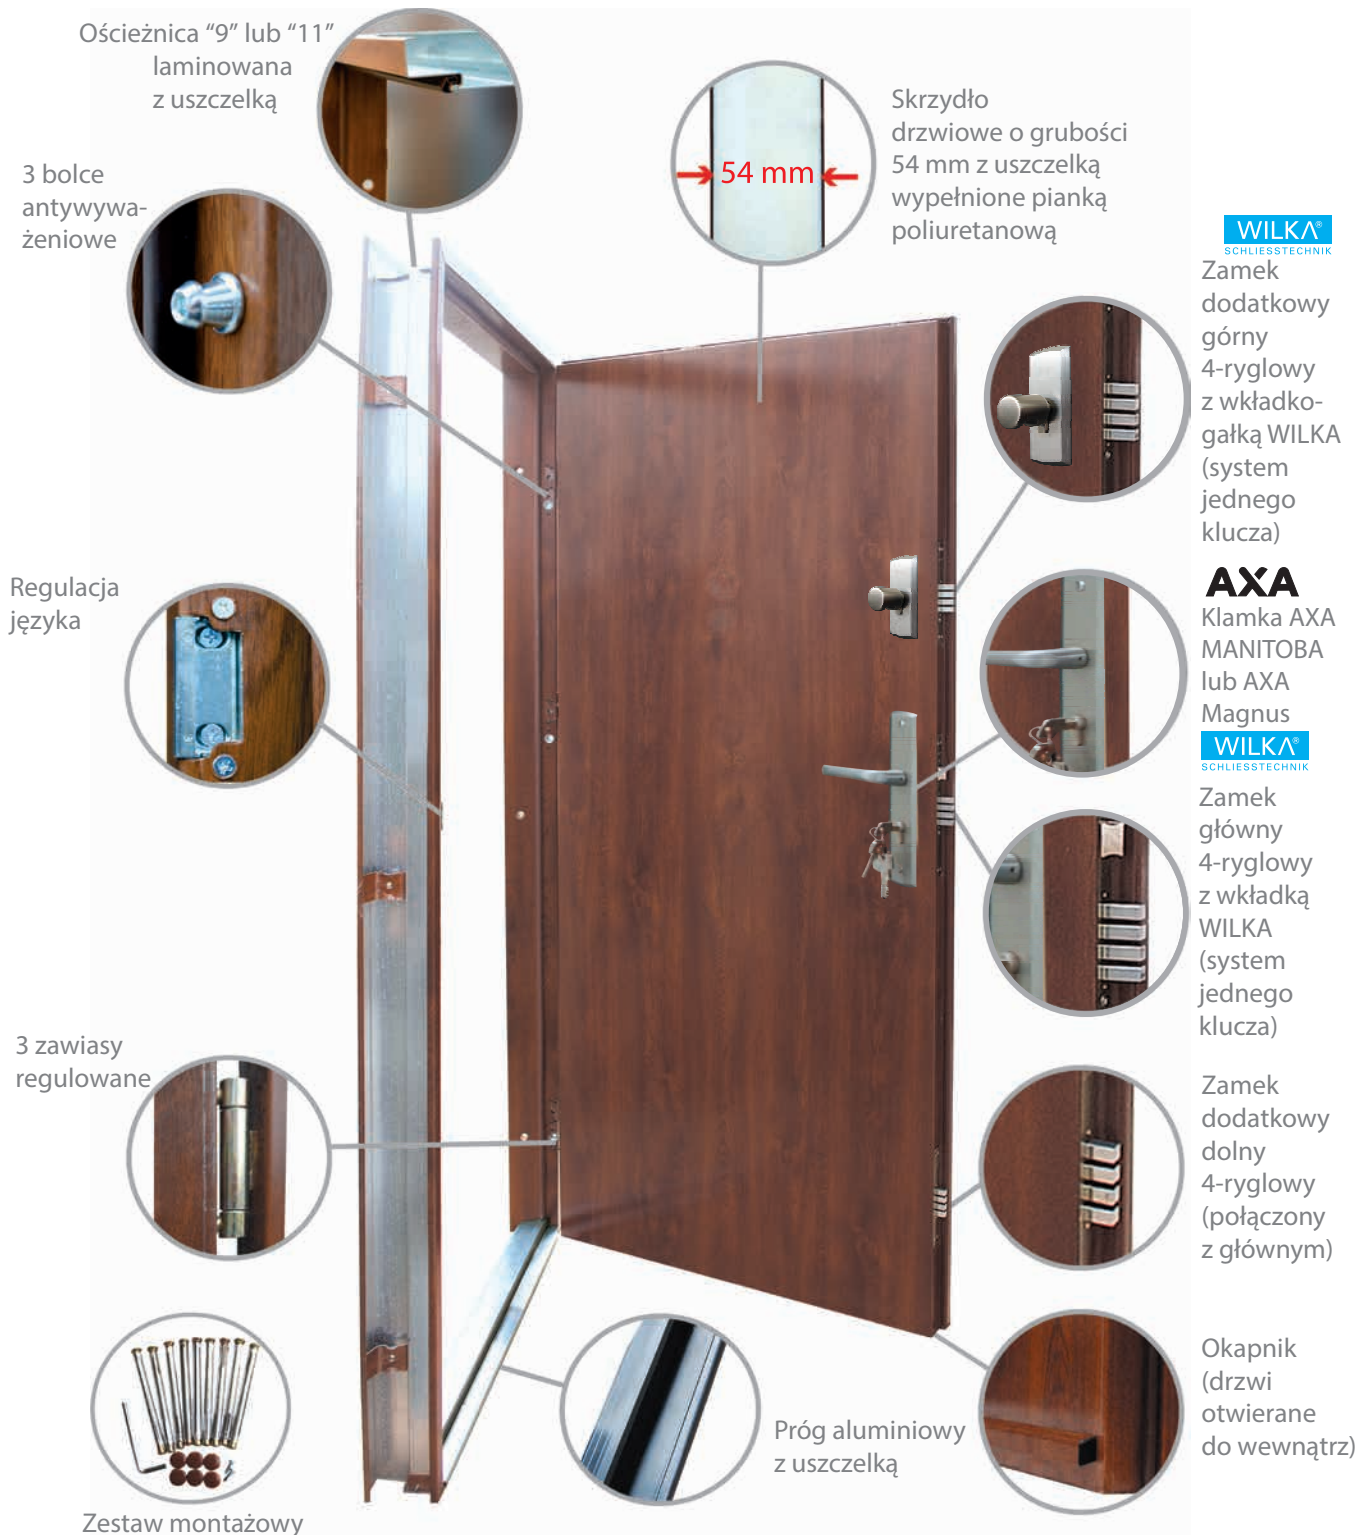 Ościeżnica “9” lub “11”
laminowana
z uszczelką
3 bolce
antywywa-
żeniowe
54 mm
Skrzydło
drzwiowe o grubości
54 mm z uszczelką
wypełnione pianką
poliuretanową
WILKA®
SCHLIESSTECHNIK
Zamek
dodatkowy
górny
4-ryglowy
z wkładko-
gałką WILKA
(system
jednego
klucza)
Regulacja
języka
AXA
Klamka AXA
MANITOBA
lub AXA
Magnus
WILKA®
SCHLIESSTECHNIK
Zamek
główny
4-ryglowy
z wkładką
WILKA
(system
jednego
klucza)
3 zawiasy
regulowane
Zamek
dodatkowy
dolny
4-ryglowy
(połączony
z głównym)
Okapnik
(drzwi
otwierane
do wewnątrz)
Próg aluminiowy
z uszczelką
Zestaw montażowy